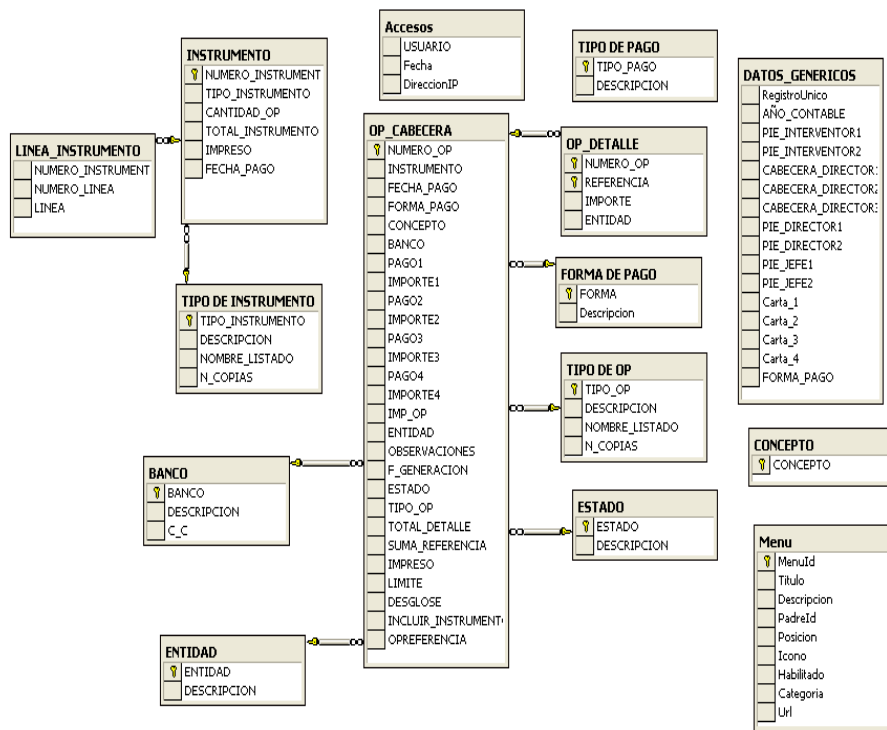 Accesos
USUARIO
Fecha
DireccionIP
INSTRUMENTO
NUMERO_INSTRUMENT
TIPO_INSTRUMENTO
CANTIDAD_OP
TOTAL_INSTRUMENTO
IMPRESO
FECHA_PAGO
TIPO DE PAGO
TIPO_PAGO
DESCRIPCION
DATOS_GENERICOS
RegistroUnico
AÑO_CONTABLE
PIE_INTERVENTOR1
PIE_INTERVENTOR2
CABECERA_DIRECTOR1
CABECERA_DIRECTOR2
CABECERA_DIRECTOR3
PIE_DIRECTOR1
PIE_DIRECTOR2
PIE_JEFE1
PIE_JEFE2
Carta_1
Carta_2
Carta_3
Carta_4
FORMA_PAGO
LINEA_INSTRUMENTO
NUMERO_INSTRUMENT
NUMERO_LINEA
LINEA
OP_CABECERA
NUMERO_OP
INSTRUMENTO
FECHA_PAGO
FORMA_PAGO
CONCEPTO
BANCO
PAGO1
IMPORTE1
PAGO2
IMPORTE2
PAGO3
IMPORTE3
PAGO4
IMPORTE4
IMP_OP
ENTIDAD
OBSERVACIONES
F_GENERACION
ESTADO
TIPO_OP
TOTAL_DETALLE
SUMA_REFERENCIA
IMPRESO
LIMITE
DESGLOSE
INCLUIR_INSTRUMENT
OPREFERENCIA
OP_DETALLE
NUMERO_OP
REFERENCIA
IMPORTE
ENTIDAD
FORMA DE PAGO
FORMA
Descripcion
TIPO DE INSTRUMENTO
TIPO_INSTRUMENTO
DESCRIPCION
NOMBRE_LISTADO
N_COPIAS
TIPO DE OP
TIPO_OP
DESCRIPCION
NOMBRE_LISTADO
N_COPIAS
CONCEPTO
CONCEPTO
BANCO
BANCO
DESCRIPCION
C_C
ESTADO
ESTADO
DESCRIPCION
Menu
MenuId
Titulo
Descripcion
PadreId
Posicion
Icono
Habilitado
Categoria
Url
ENTIDAD
ENTIDAD
DESCRIPCION